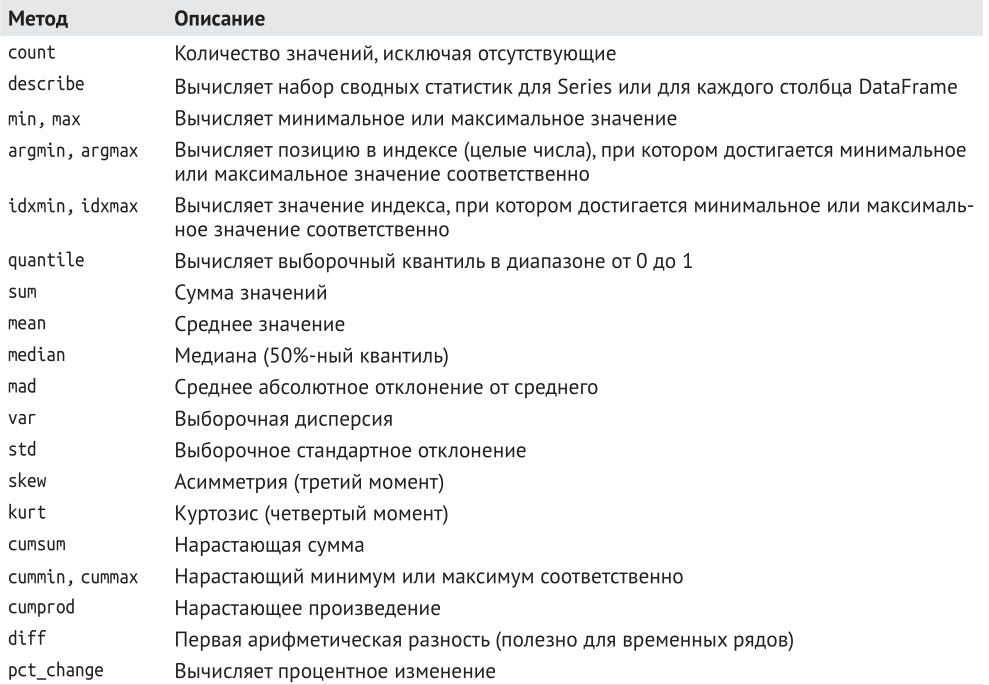 Метод Описание
count Количество значений, исключая отсутствующие
describe Вычисляет набор сводных статистик для Series или для каждого столбца DataFrame
min, max Вычисляет минимальное или максимальное значение
argmin, argmax Вычисляет позицию в индексе (целые числа), при котором достигается минимальное
или максимальное значение соответственно
idxmin, idxmax Вычисляет значение индекса, при котором достигается минимальное или максималь-
ное значение соответственно
quantile Вычисляет выборочный квантиль в диапазоне от 0 до 1
sum Сумма значений
mean Среднее значение
median Медиана (50%-ный квантиль)
mad Среднее абсолютное отклонение от среднего
var Выборочная дисперсия
std Выборочное стандартное отклонение
skew Асимметрия (третий момент)
kurt Куртозис (четвертый момент)
cumsum Нарастающая сумма
cummin, cummax Нарастающий минимум или максимум соответственно
cumprod Нарастающее произведение
diff Первая арифметическая разность (полезно для временных рядов)
pct_change Вычисляет процентное изменение